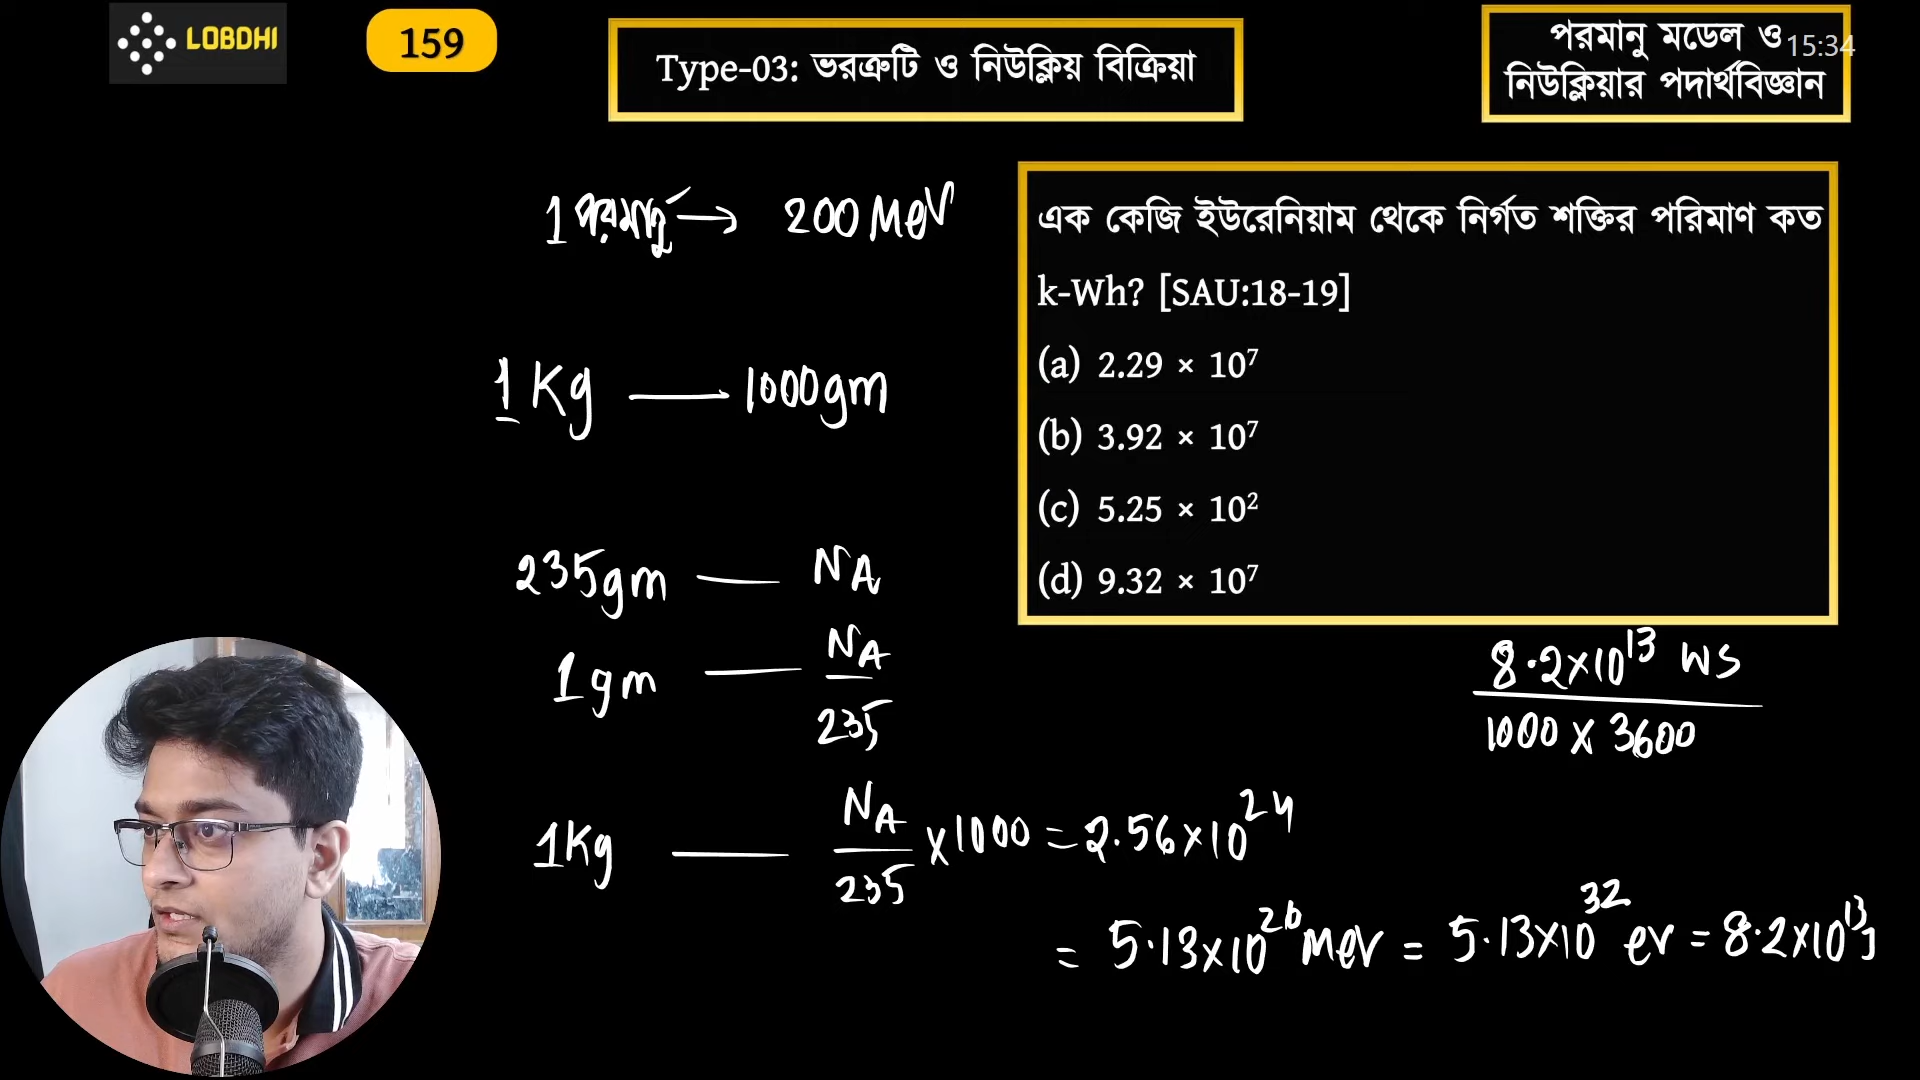 LOBDHI
159
Type-03: ভরত্রুটি ও নিউক্লিয় বিক্রিয়া
পরমানু মডেল ও
নিউক্লিয়ার পদার্থবিজ্ঞান
15:34
1 পরমাণু → 200 MeV
1 Kg — 1000gm
235gm — NA
1gm — NA/235
1Kg — NA/235 × 1000 = 2.56×10²⁴
= 5.13×10²⁶ Mev = 5.13×10³² ev = 8.2×10¹³J
এক কেজি ইউরেনিয়াম থেকে নির্গত শক্তির পরিমাণ কত
k-Wh? [SAU:18-19]
(a) 2.29 × 10⁷
(b) 3.92 × 10⁷
(c) 5.25 × 10²
(d) 9.32 × 10⁷
8.2×10¹³ WS
1000 × 3600